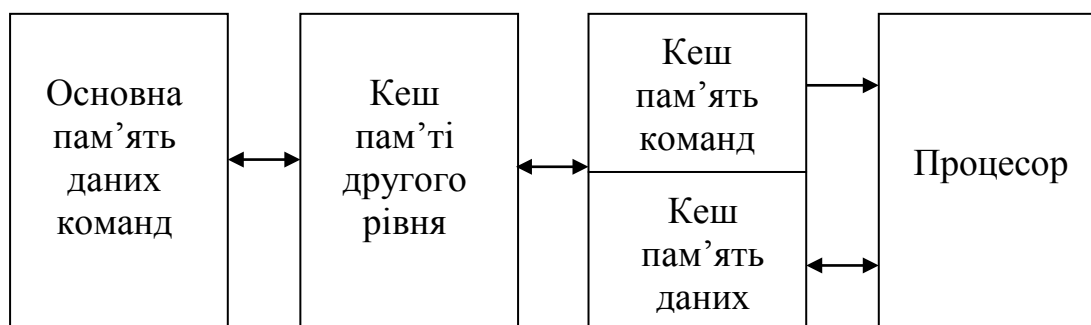 Основна
пам’ять
даних
команд
Кеш
пам’ті
другого
рівня
Кеш
пам’ять
команд
Кеш
пам’ять
даних
Процесор